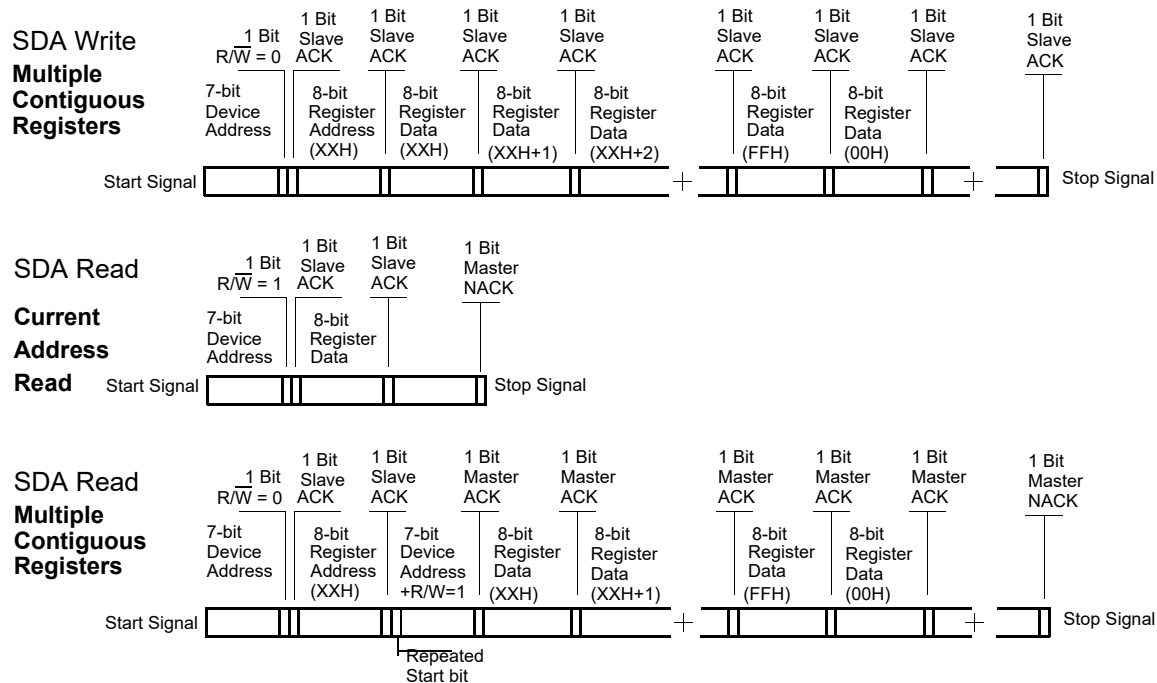 SDA Write
Multiple
Contiguous
Registers
1 Bit
R/W = 0
1 Bit
Slave
ACK
1 Bit
Slave
ACK
1 Bit
Slave
ACK
1 Bit
Slave
ACK
1 Bit
Slave
ACK
1 Bit
Slave
ACK
1 Bit
Slave
ACK
1 Bit
Slave
ACK
7-bit
Device
Address
8-bit
Register
Address
(XXH)
8-bit
Register
Data
(XXH)
8-bit
Register
Data
(XXH+1)
8-bit
Register
Data
(XXH+2)
8-bit
Register
Data
(FFH)
8-bit
Register
Data
(00H)
Start Signal
Stop Signal
SDA Read
Current
Address
Read
1 Bit
R/W = 1
1 Bit
Slave
ACK
1 Bit
Slave
ACK
1 Bit
Master
NACK
7-bit
Device
Address
8-bit
Register
Data
Start Signal
Stop Signal
SDA Read
Multiple
Contiguous
Registers
1 Bit
R/W = 0
1 Bit
Slave
ACK
1 Bit
Slave
ACK
1 Bit
Master
ACK
1 Bit
Master
ACK
1 Bit
Master
ACK
1 Bit
Master
ACK
1 Bit
Master
ACK
1 Bit
Master
NACK
7-bit
Device
Address
8-bit
Register
Address
(XXH)
7-bit
Device
Address
+R/W=1
8-bit
Register
Data
(XXH)
8-bit
Register
Data
(XXH+1)
8-bit
Register
Data
(FFH)
8-bit
Register
Data
(00H)
Start Signal
Stop Signal
Repeated
Start bit